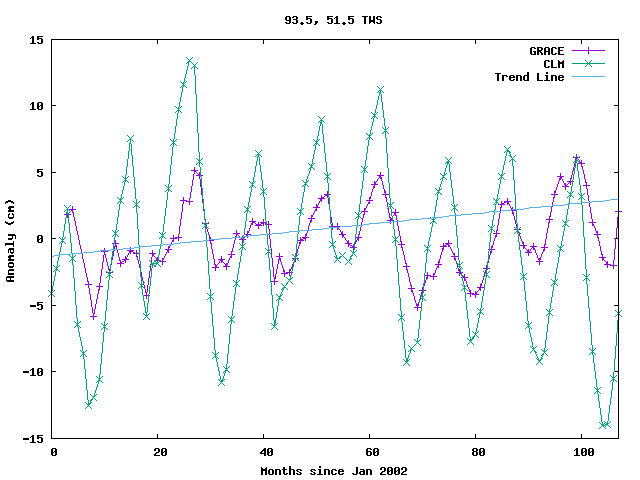 93.5, 51.5 TWS
GRACE
CLM
Trend Line
15
10
5
0
-5
-10
-15
Anomaly (cm)
0 20 40 60 80 100
Months since Jan 2002